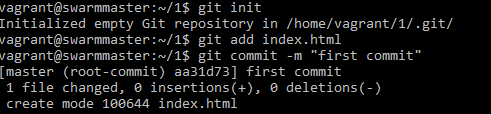 vagrant@swarmmaster:~/1$ git init
Initialized empty Git repository in /home/vagrant/1/.git/
vagrant@swarmmaster:~/1$ git add index.html
vagrant@swarmmaster:~/1$ git commit -m "first commit"
[master (root-commit) aa31d73] first commit
 1 file changed, 0 insertions(+), 0 deletions(-)
 create mode 100644 index.html